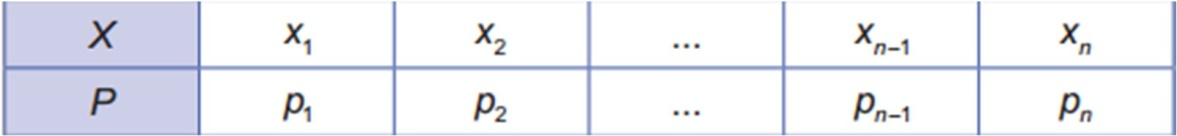 X x₁ x₂ ... xₙ₋₁ xₙ
P p₁ p₂ ... pₙ₋₁ pₙ